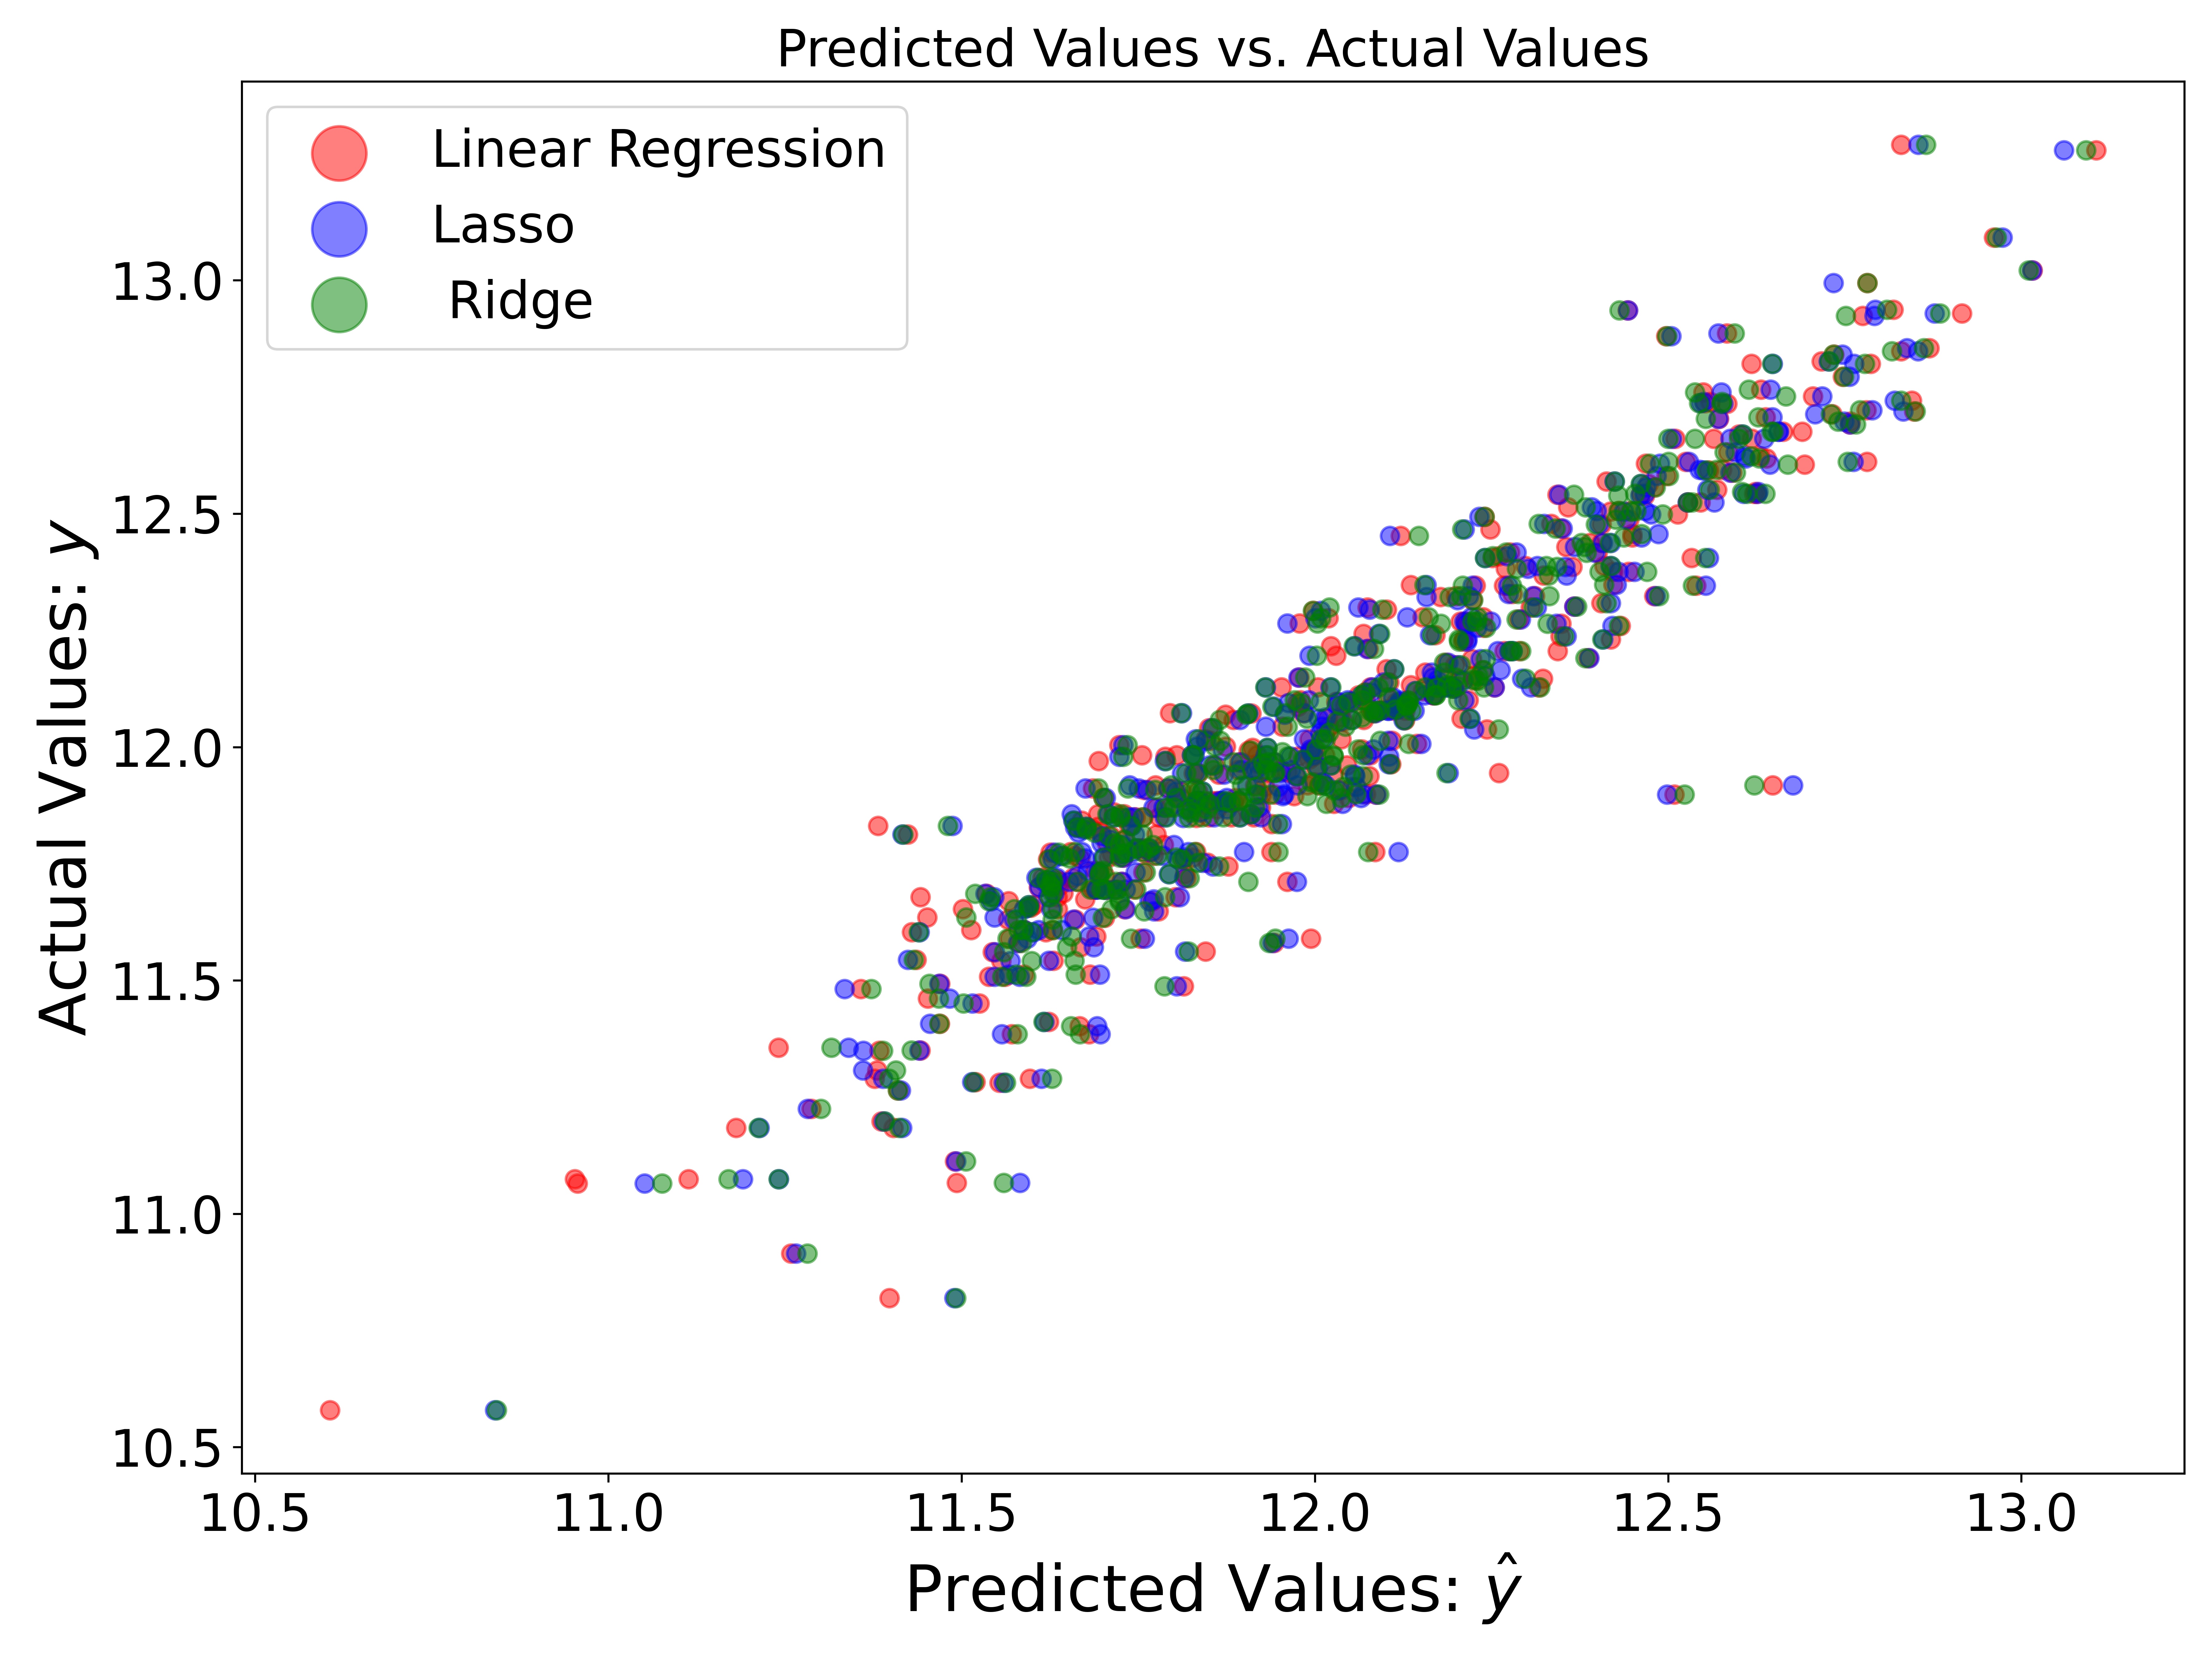 Predicted Values vs. Actual Values
Linear Regression
Lasso
Ridge
13.0
12.5
12.0
11.5
11.0
10.5
Actual Values: y
10.5 11.0 11.5 12.0 12.5 13.0
Predicted Values: ŷ